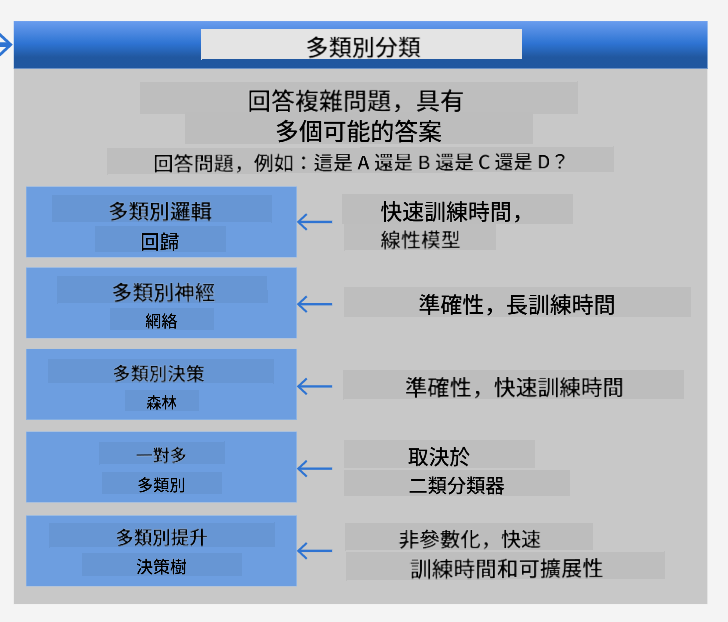 多類別分類
回答複雜問題，具有
多個可能的答案
回答問題，例如：這是 A 還是 B 還是 C 還是 D？
多類別邏輯
回歸
快速訓練時間，
線性模型
多類別神經
網絡
準確性，長訓練時間
多類別決策
森林
準確性，快速訓練時間
一對多
多類別
取決於
二類分類器
多類別提升
決策樹
非參數化，快速
訓練時間和可擴展性